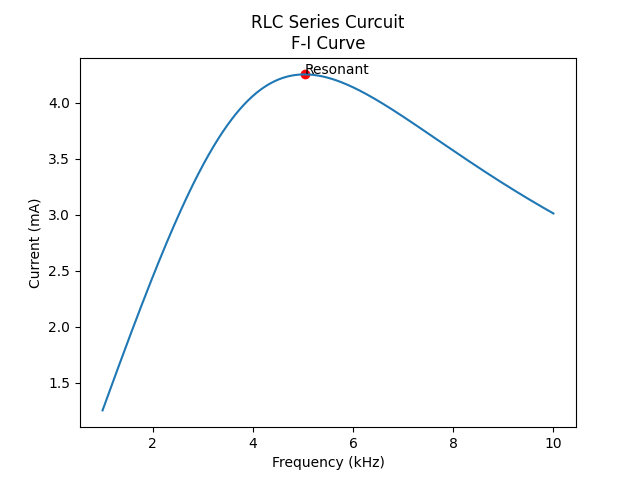 RLC Series Curcuit
F-I Curve
Resonant
4.0
3.5
3.0
2.5
2.0
1.5
Current (mA)
2 4 6 8 10
Frequency (kHz)